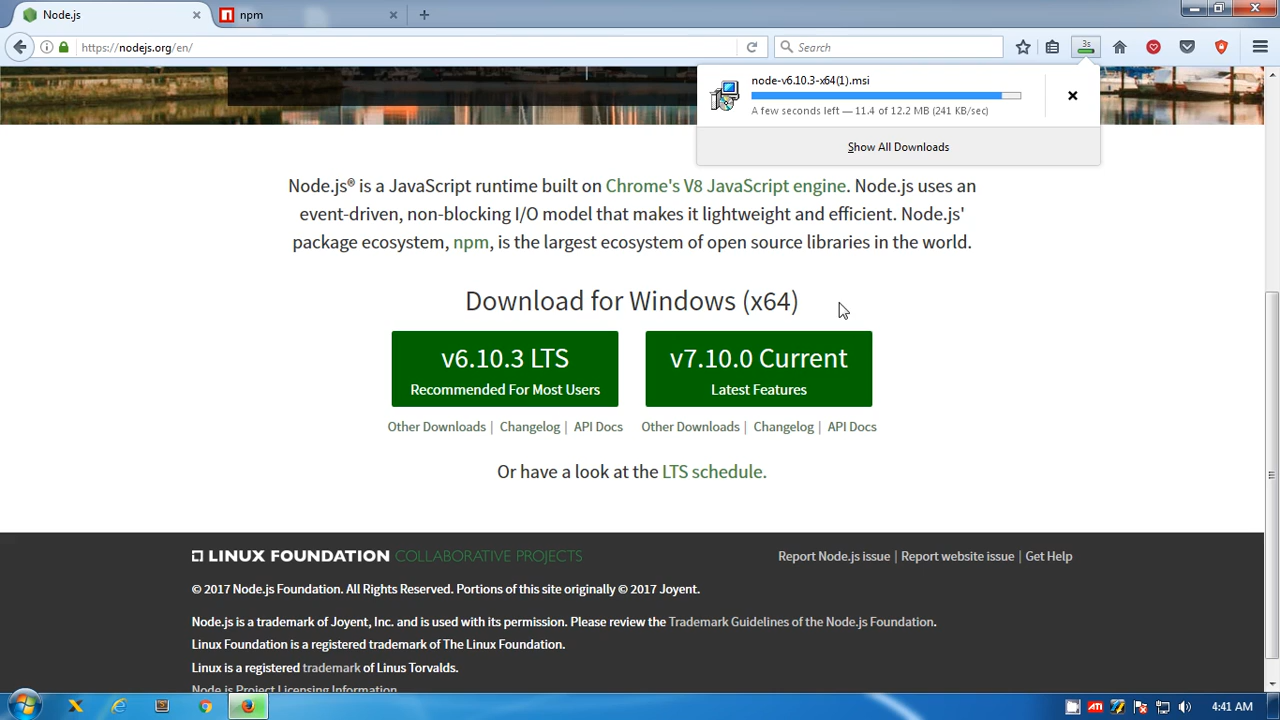 Node.js
npm
https://nodejs.org/en/
Search
3s
node-v6.10.3-x64(1).msi
A few seconds left — 11.4 of 12.2 MB (241 KB/sec)
Show All Downloads
Node.js® is a JavaScript runtime built on Chrome's V8 JavaScript engine. Node.js uses an
event-driven, non-blocking I/O model that makes it lightweight and efficient. Node.js'
package ecosystem, npm, is the largest ecosystem of open source libraries in the world.
Download for Windows (x64)
v6.10.3 LTS
Recommended For Most Users
v7.10.0 Current
Latest Features
Other Downloads | Changelog | API Docs
Other Downloads | Changelog | API Docs
Or have a look at the LTS schedule.
LINUX FOUNDATION COLLABORATIVE PROJECTS
Report Node.js issue | Report website issue | Get Help
© 2017 Node.js Foundation. All Rights Reserved. Portions of this site originally © 2017 Joyent.
Node.js is a trademark of Joyent, Inc. and is used with its permission. Please review the Trademark Guidelines of the Node.js Foundation.
Linux Foundation is a registered trademark of The Linux Foundation.
Linux is a registered trademark of Linus Torvalds.
Node.js Project Licensing Information
ATI
4:41 AM